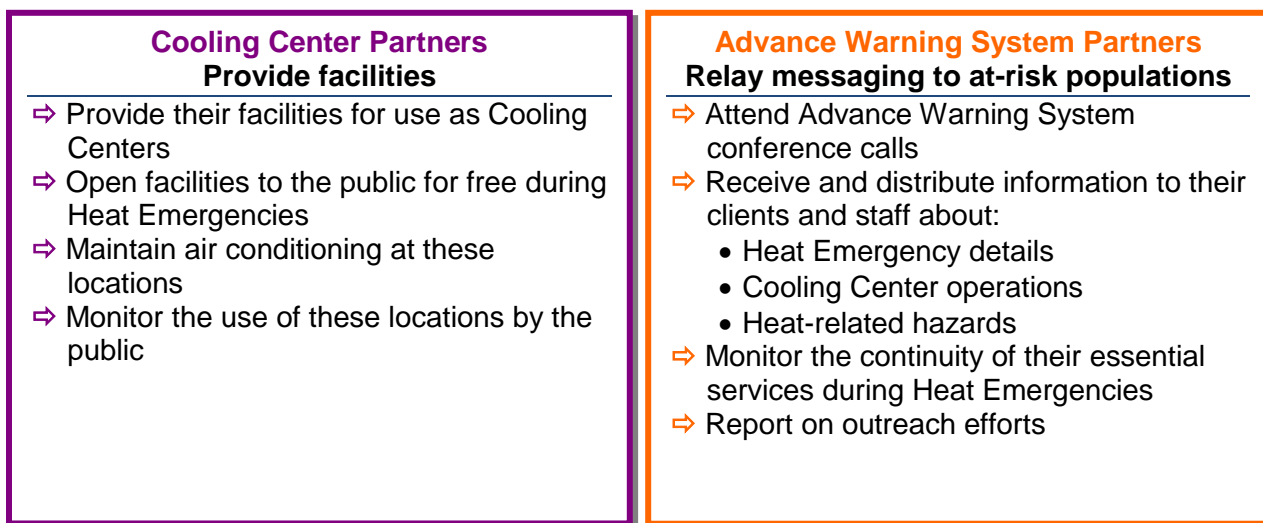 Cooling Center Partners
Provide facilities
⇨ Provide their facilities for use as Cooling
Centers
⇨ Open facilities to the public for free during
Heat Emergencies
⇨ Maintain air conditioning at these
locations
⇨ Monitor the use of these locations by the
public
Advance Warning System Partners
Relay messaging to at-risk populations
⇨ Attend Advance Warning System
conference calls
⇨ Receive and distribute information to their
clients and staff about:
• Heat Emergency details
• Cooling Center operations
• Heat-related hazards
⇨ Monitor the continuity of their essential
services during Heat Emergencies
⇨ Report on outreach efforts